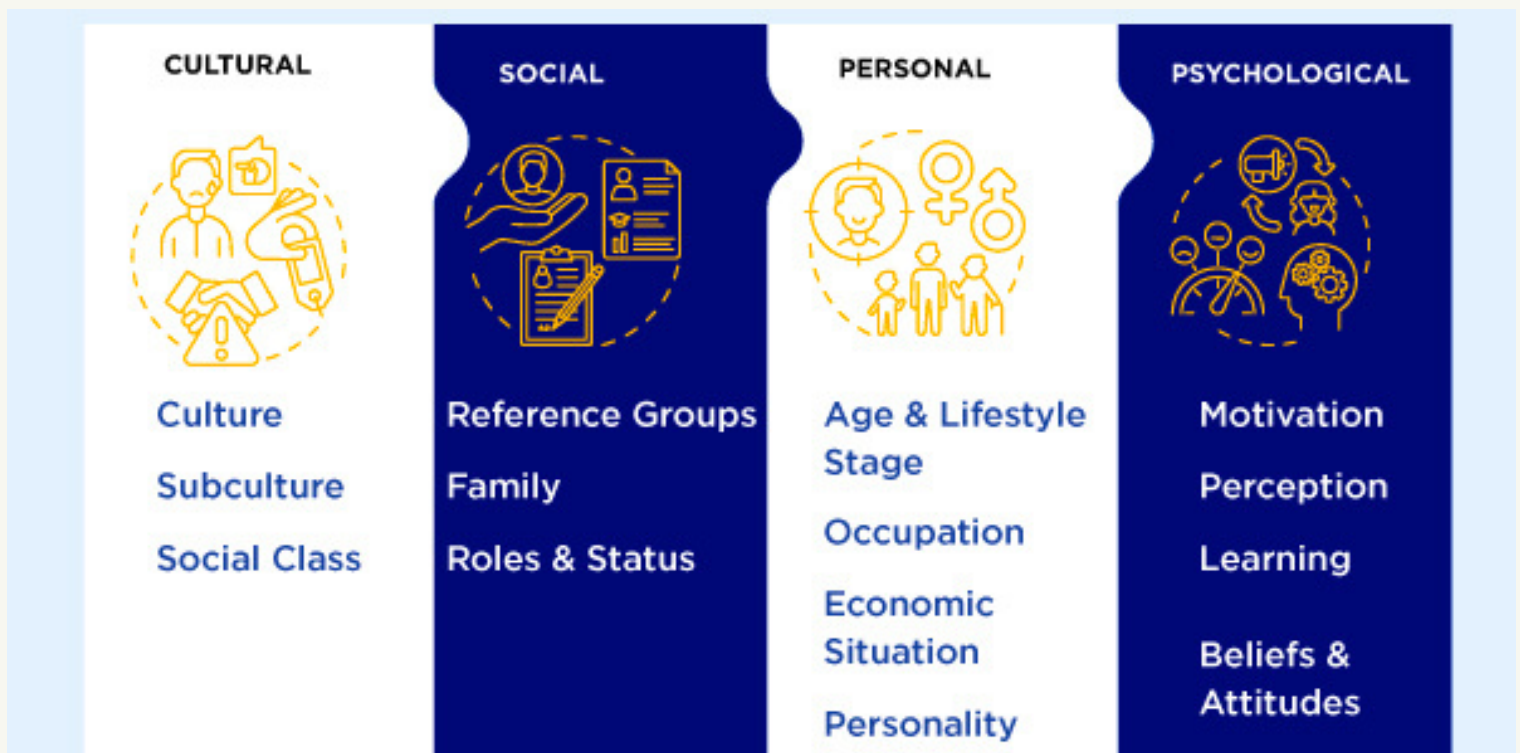 CULTURAL
Culture
Subculture
Social Class
SOCIAL
Reference Groups
Family
Roles & Status
PERSONAL
Age & Lifestyle
Stage
Occupation
Economic
Situation
Personality
PSYCHOLOGICAL
Motivation
Perception
Learning
Beliefs &
Attitudes